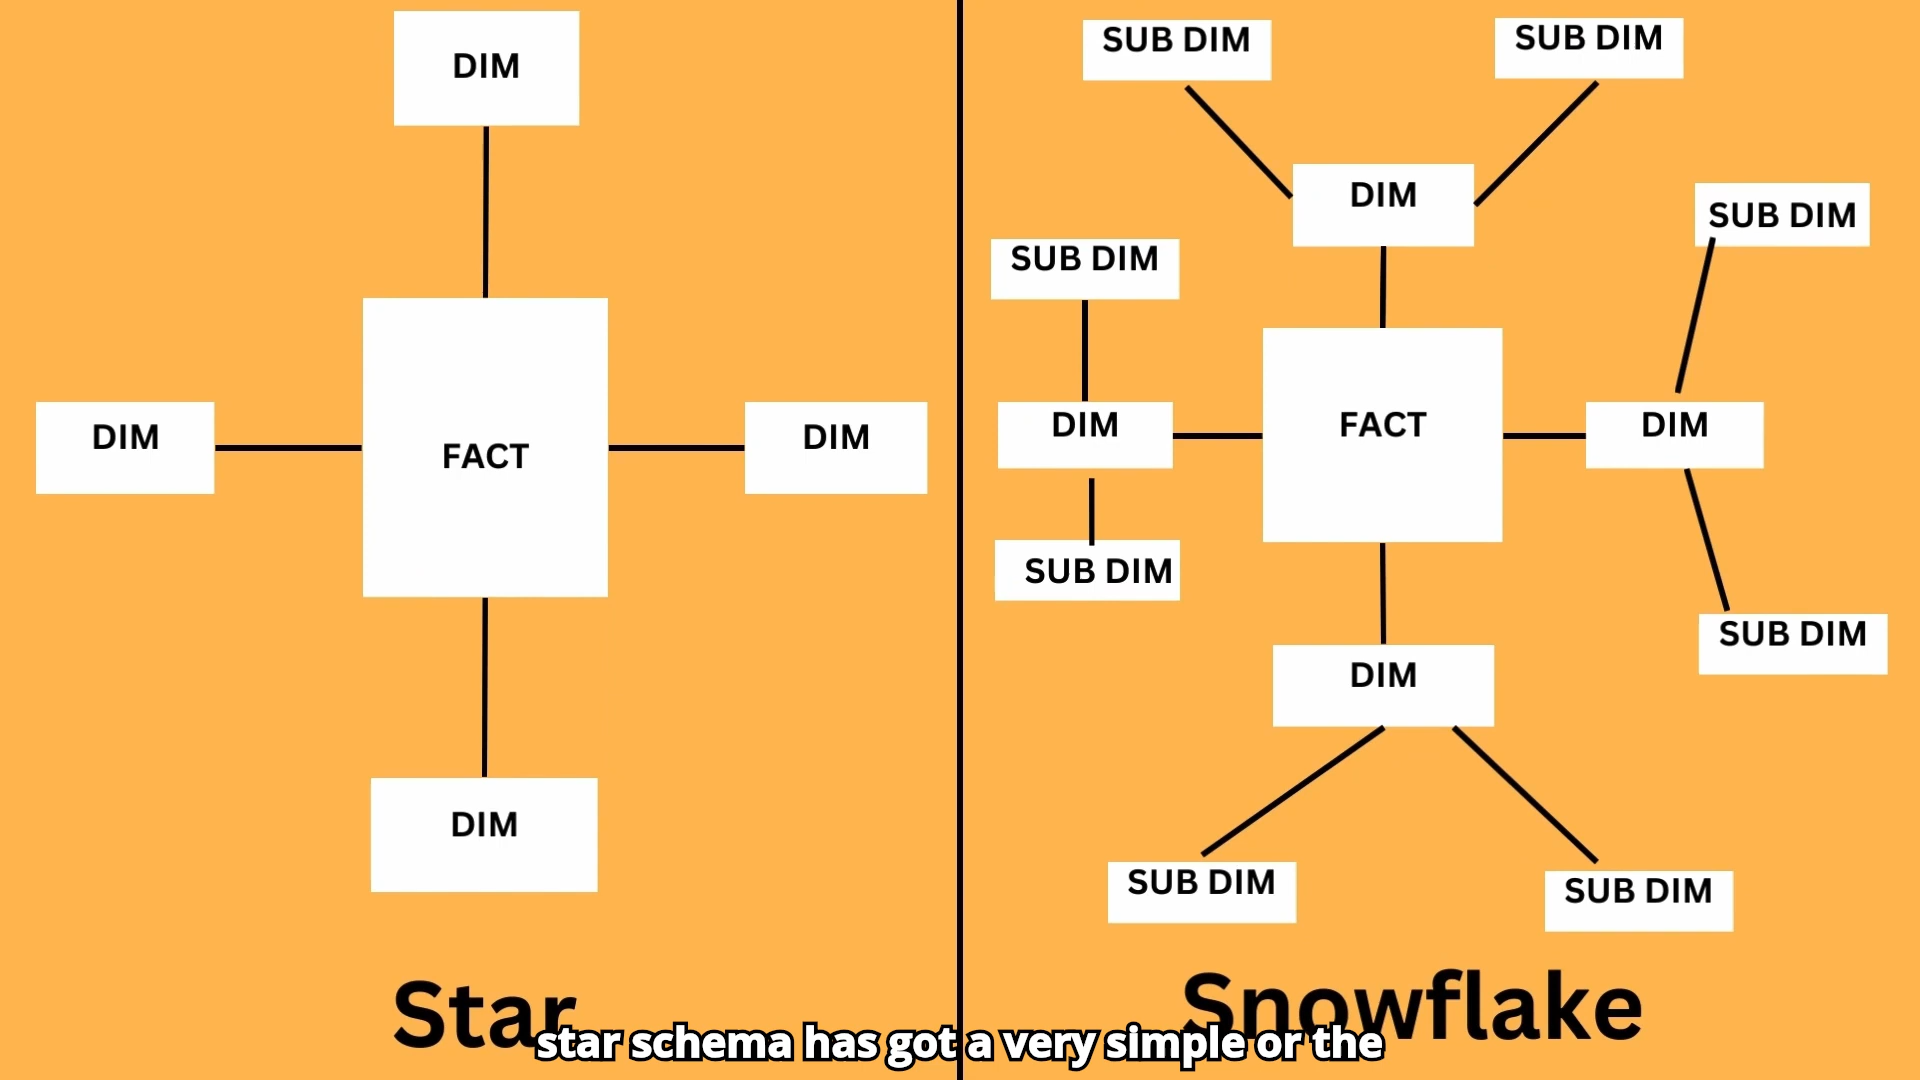 DIM
DIM
FACT
DIM
DIM
Star
SUB DIM
SUB DIM
DIM
SUB DIM
SUB DIM
DIM
FACT
DIM
SUB DIM
SUB DIM
DIM
SUB DIM
SUB DIM
Snowflake
star schema has got a very simple or the